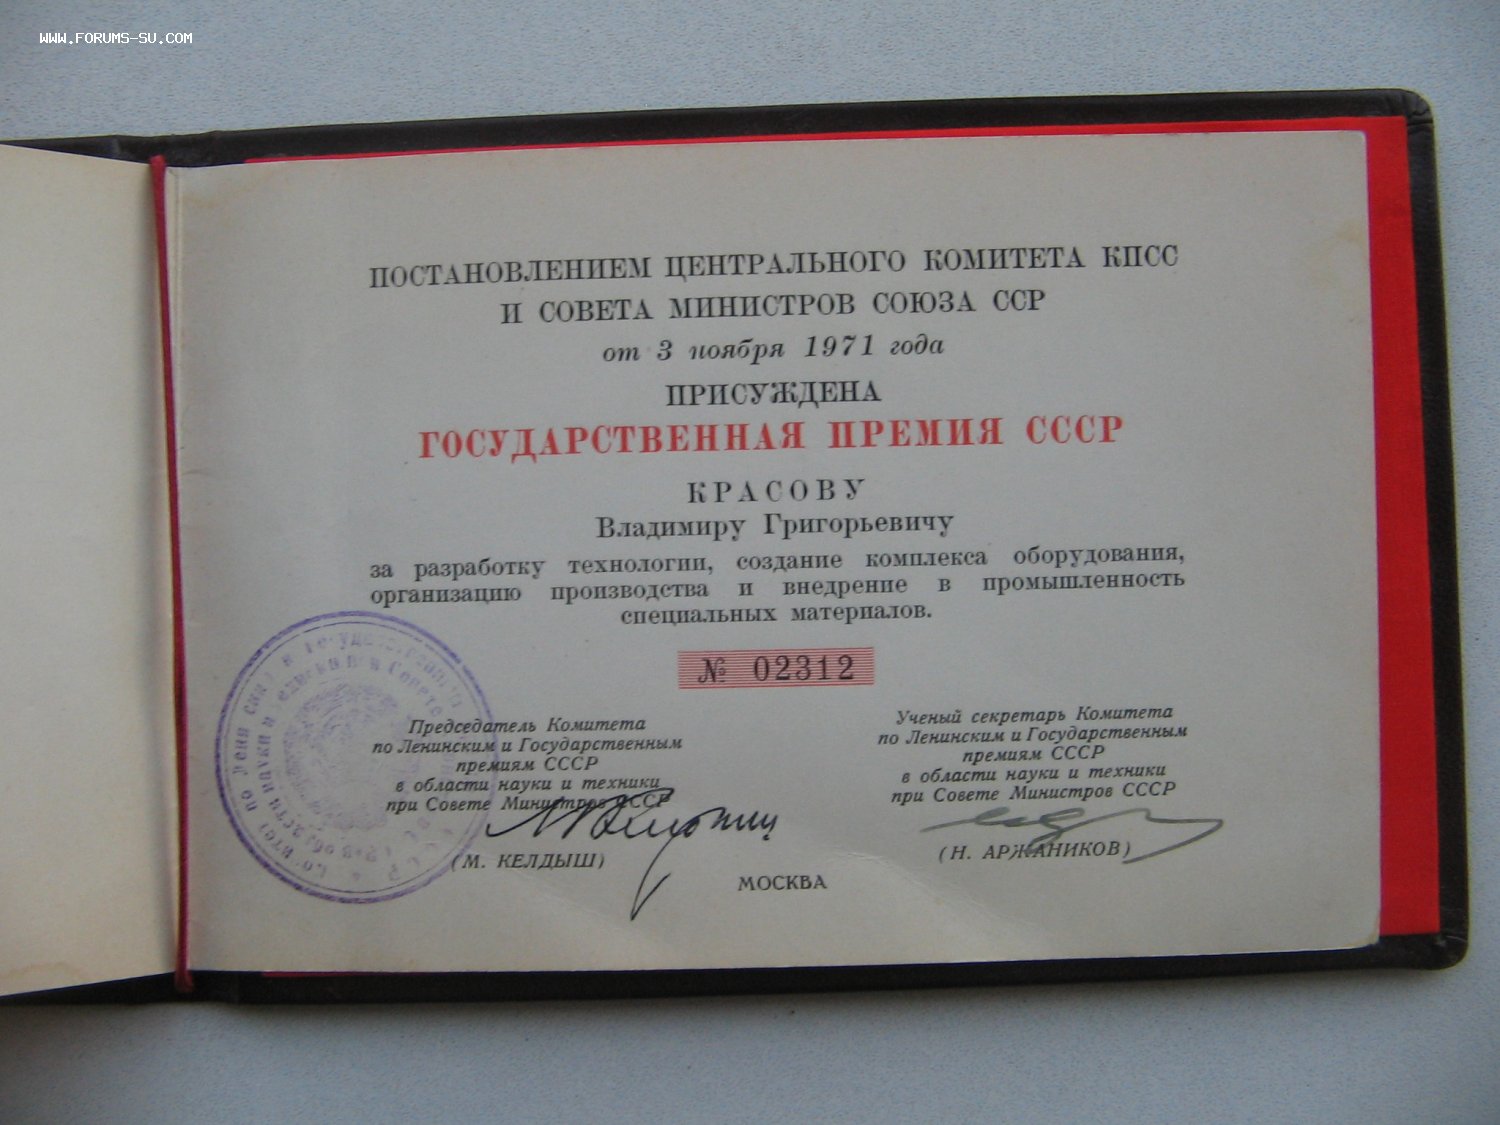 WWW.FORUMS-SU.COM
ПОСТАНОВЛЕНИЕМ ЦЕНТРАЛЬНОГО КОМИТЕТА КПСС
И СОВЕТА МИНИСТРОВ СОЮЗА ССР
от 3 ноября 1971 года
ПРИСУЖДЕНА
ГОСУДАРСТВЕННАЯ ПРЕМИЯ СССР
КРАСОВУ
Владимиру Григорьевичу
за разработку технологии, создание комплекса оборудования,
организацию производства и внедрение в промышленность
специальных материалов.
№ 02312
Председатель Комитета
по Ленинским и Государственным
премиям СССР
в области науки и техники
при Совете Министров СССР
(М. КЕЛДЫШ)
Ученый секретарь Комитета
по Ленинским и Государственным
премиям СССР
в области науки и техники
при Совете Министров СССР
(Н. АРЖАНИКОВ)
МОСКВА